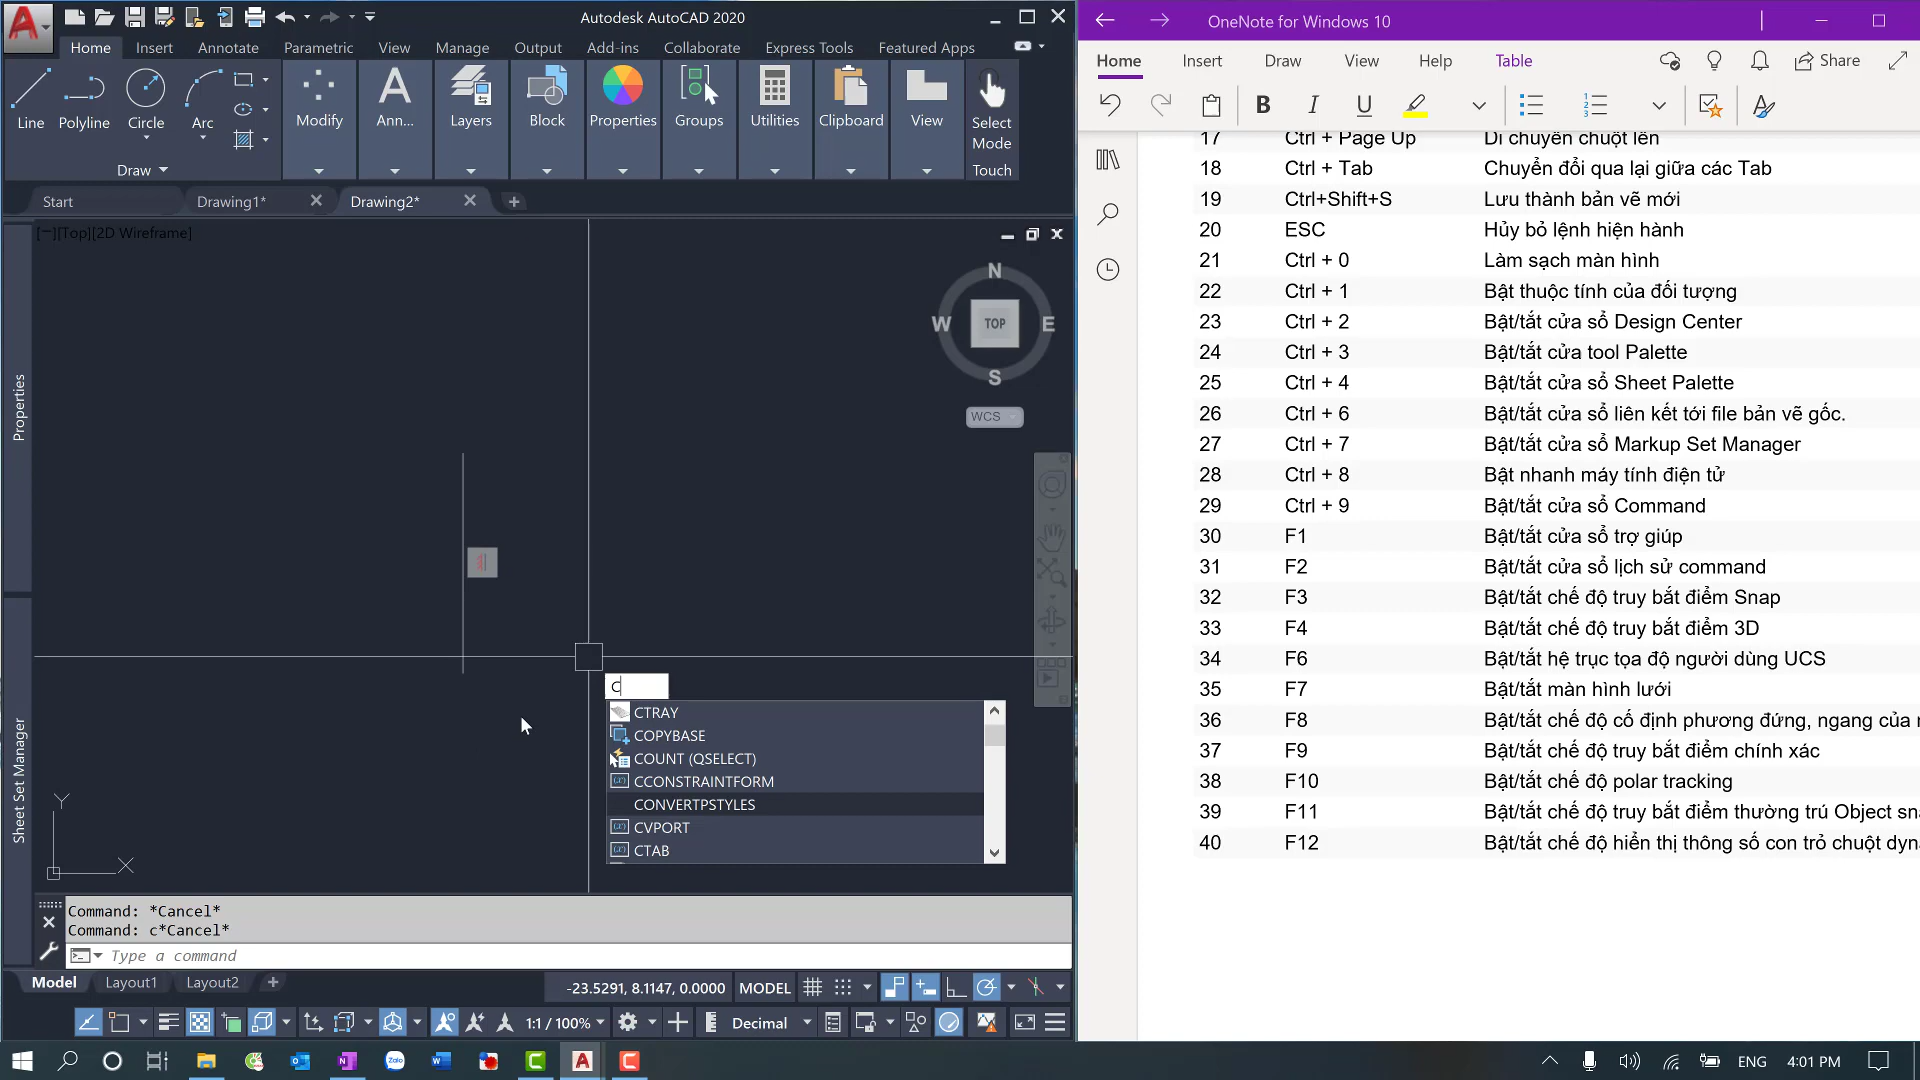 Autodesk AutoCAD 2020
Home Insert Annotate Parametric View Manage Output Add-ins Collaborate Express Tools Featured Apps
Line Polyline Circle Arc Modify Ann... Layers Block Properties Groups Utilities Clipboard View Select Mode
Draw Touch
Start Drawing1* Drawing2*
[−][Top][2D Wireframe]
N
W TOP E
S
WCS
Properties
Sheet Set Manager
C
CTRAY
COPYBASE
COUNT (QSELECT)
CCONSTRAINTFORM
CONVERTPSTYLES
CVPORT
CTAB
Y
X
Command: *Cancel*
Command: c*Cancel*
Type a command
Model Layout1 Layout2
-23.5291, 8.1147, 0.0000 MODEL
1:1 / 100% Decimal
OneNote for Windows 10
Home Insert Draw View Help Table Share
B I U
17 Ctrl + Page Up Di chuyển chuột lên
18 Ctrl + Tab Chuyển đổi qua lại giữa các Tab
19 Ctrl+Shift+S Lưu thành bản vẽ mới
20 ESC Hủy bỏ lệnh hiện hành
21 Ctrl + 0 Làm sạch màn hình
22 Ctrl + 1 Bật thuộc tính của đối tượng
23 Ctrl + 2 Bật/tắt cửa sổ Design Center
24 Ctrl + 3 Bật/tắt cửa tool Palette
25 Ctrl + 4 Bật/tắt cửa sổ Sheet Palette
26 Ctrl + 6 Bật/tắt cửa sổ liên kết tới file bản vẽ gốc.
27 Ctrl + 7 Bật/tắt cửa sổ Markup Set Manager
28 Ctrl + 8 Bật nhanh máy tính điện tử
29 Ctrl + 9 Bật/tắt cửa sổ Command
30 F1 Bật/tắt cửa sổ trợ giúp
31 F2 Bật/tắt cửa sổ lịch sử command
32 F3 Bật/tắt chế độ truy bắt điểm Snap
33 F4 Bật/tắt chế độ truy bắt điểm 3D
34 F6 Bật/tắt hệ trục tọa độ người dùng UCS
35 F7 Bật/tắt màn hình lưới
36 F8 Bật/tắt chế độ cố định phương đứng, ngang của
37 F9 Bật/tắt chế độ truy bắt điểm chính xác
38 F10 Bật/tắt chế độ polar tracking
39 F11 Bật/tắt chế độ truy bắt điểm thường trú Object sna
40 F12 Bật/tắt chế độ hiển thị thông số con trỏ chuột dyn
ENG 4:01 PM